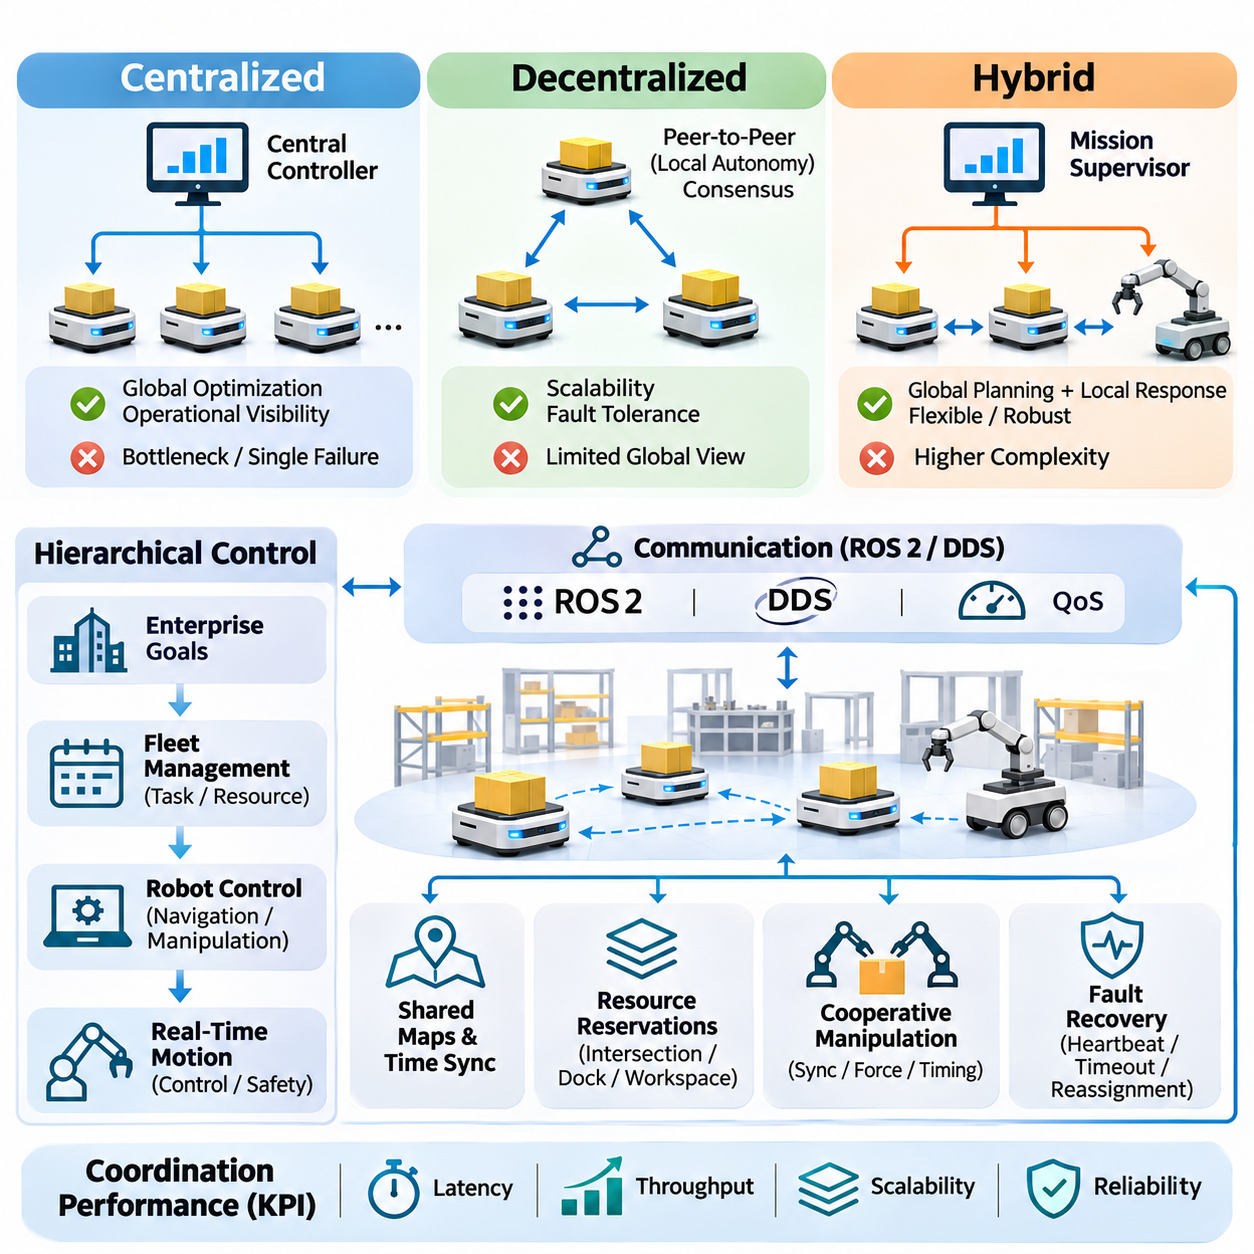 Centralized
Central
Controller
...
Global Optimization
Operational Visibility
Bottleneck / Single Failure
Decentralized
Peer-to-Peer
(Local Autonomy)
Consensus
Scalability
Fault Tolerance
Limited Global View
Hybrid
Mission
Supervisor
Global Planning + Local Response
Flexible / Robust
Higher Complexity
Hierarchical Control
Enterprise
Goals
Fleet
Management
(Task / Resource)
Robot Control
(Navigation /
Manipulation)
Real-Time
Motion
(Control / Safety)
Communication (ROS 2 / DDS)
ROS 2 | DDS | QoS
Shared
Maps &
Time Sync
Resource
Reservations
(Intersection /
Dock / Workspace)
Cooperative
Manipulation
(Sync / Force / Timing)
Fault
Recovery
(Heartbeat /
Timeout /
Reassignment)
Coordination
Performance (KPI)
Latency
Throughput
Scalability
Reliability